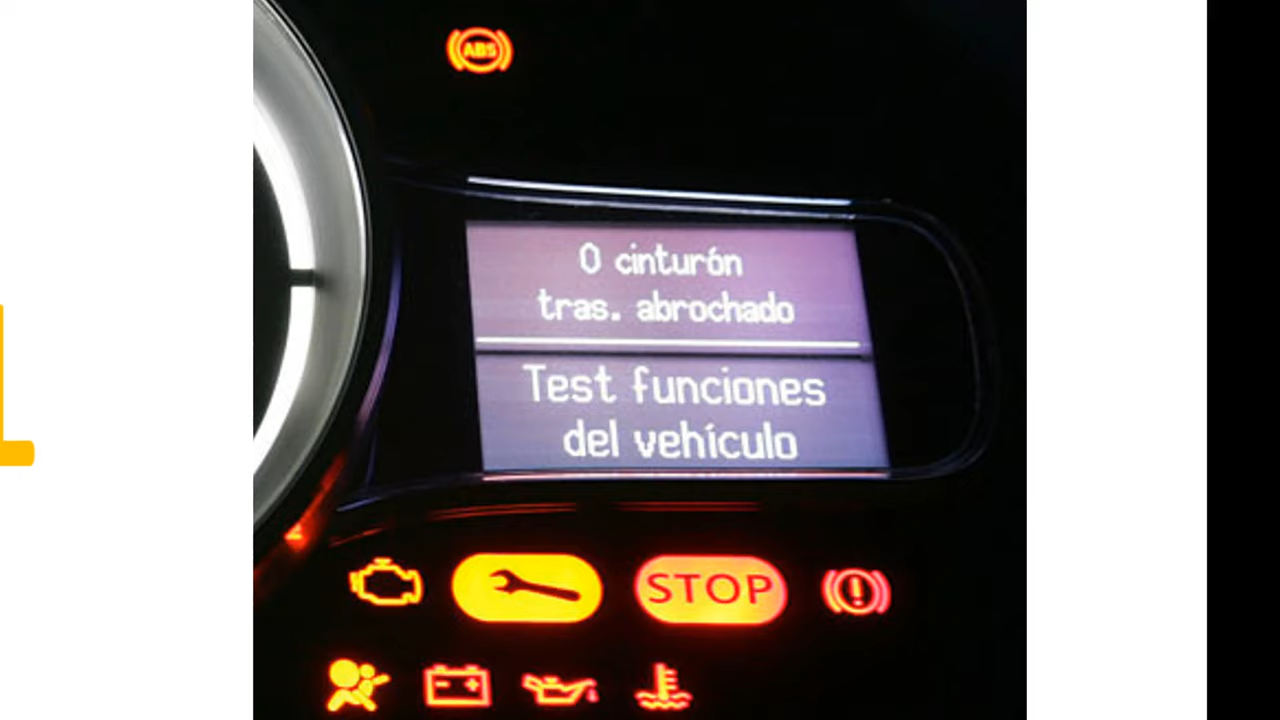 ABS
0 cinturón
tras. abrochado
Test funciones
del vehículo
STOP